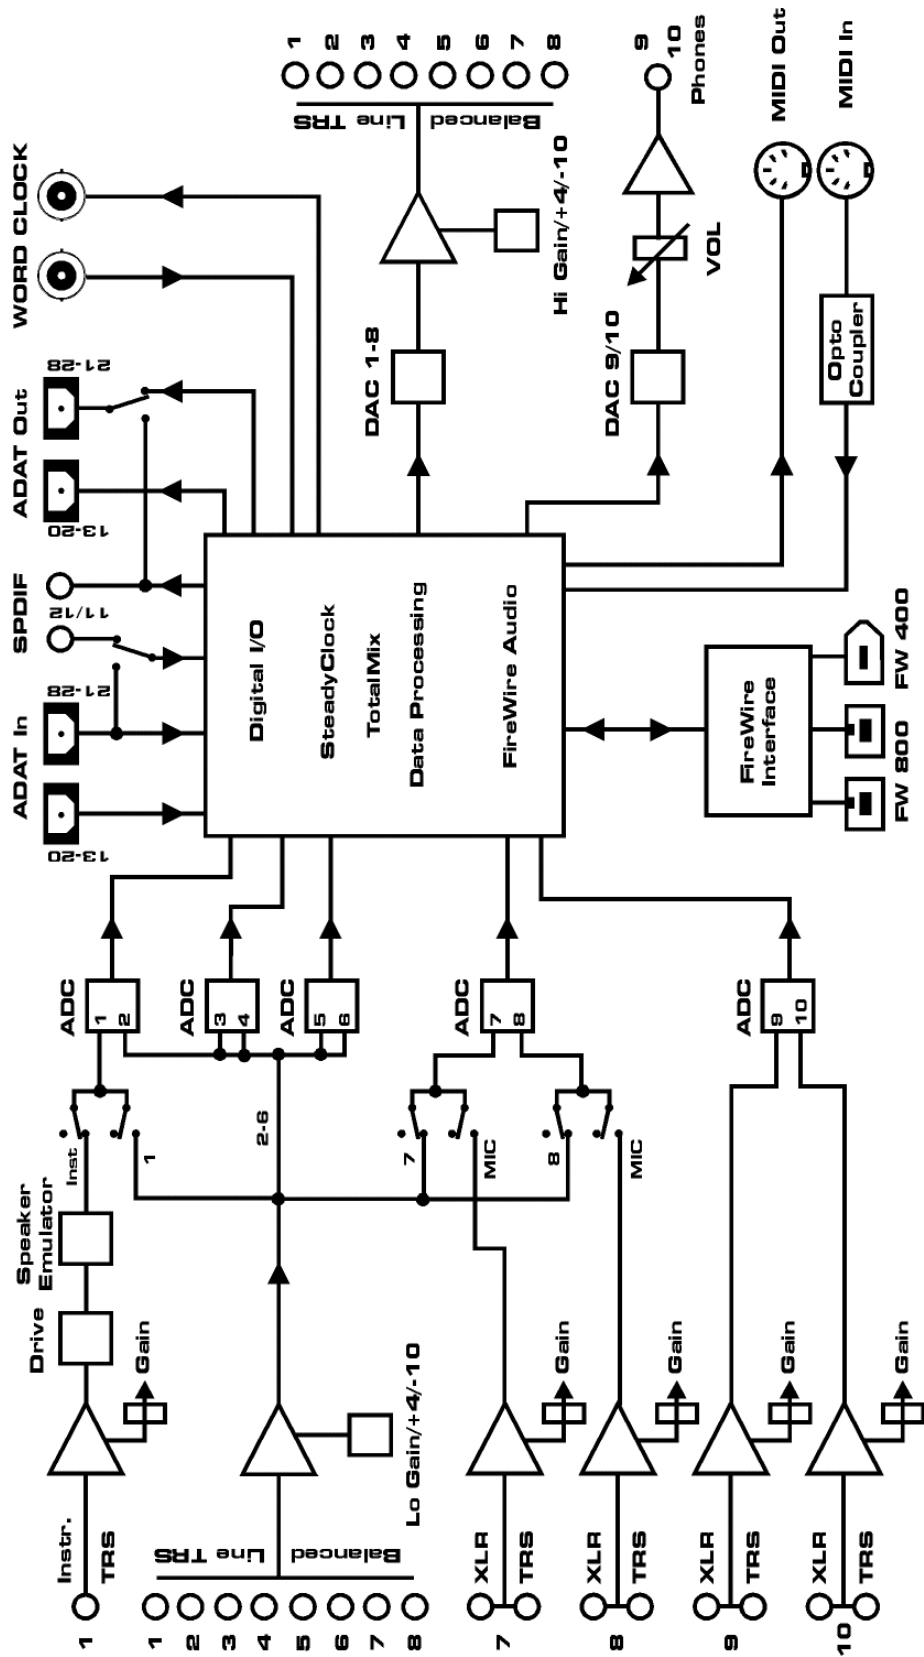 Instr.
TRS
1
Drive
Speaker
Emulator
Gain
Inst
1
ADC
1
2
1
2
3
4
5
6
7
8
Balanced
Line TRS
Lo Gain/+4/-10
2-6
ADC
3
4
ADC
5
6
7
XLR
TRS
Gain
7
MIC
ADC
7
8
8
XLR
TRS
Gain
8
MIC
9
XLR
TRS
Gain
ADC
9
10
10
XLR
TRS
Gain
ADAT In
13-20
21-28
SPDIF
11/12
ADAT Out
13-20
21-28
WORD CLOCK
Digital I/O
SteadyClock
TotalMix
Data Processing
FireWire Audio
FireWire
Interface
FW 800
FW 400
DAC 1-8
Hi Gain/+4/-10
Balanced
Line TRS
1
2
3
4
5
6
7
8
DAC 9/10
VOL
9
10
Phones
Opto
Coupler
MIDI Out
MIDI In